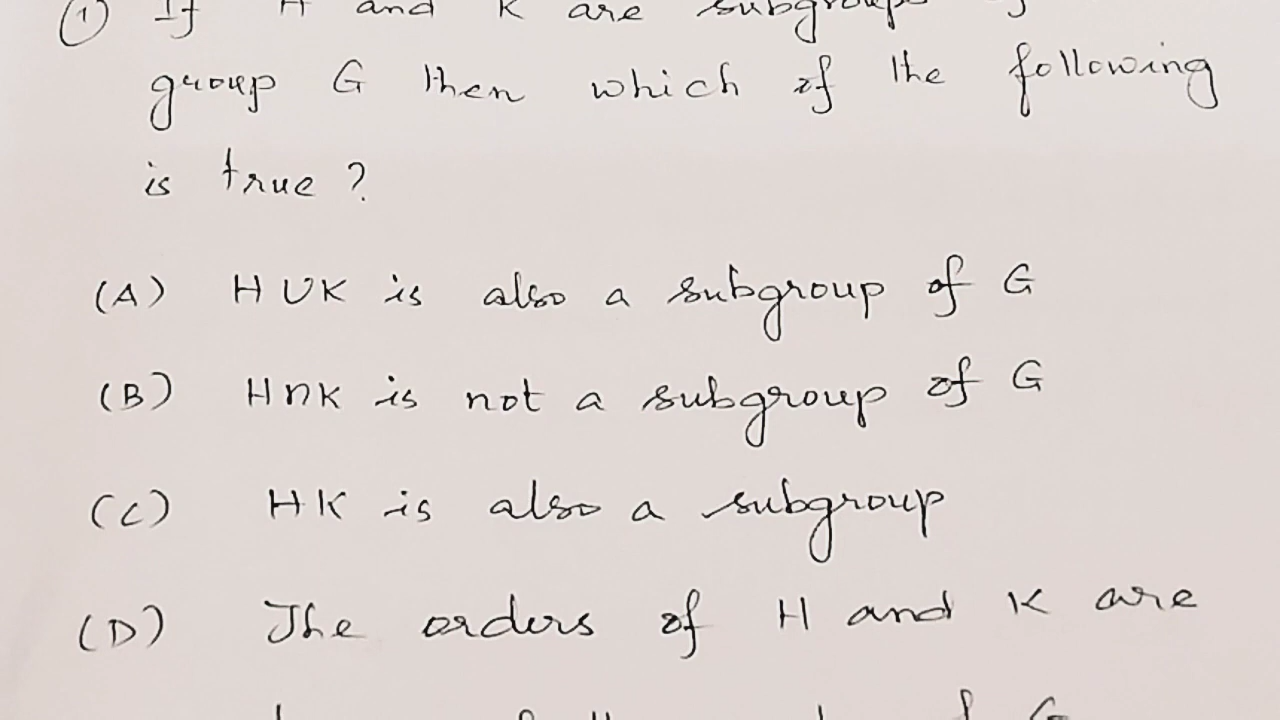 ① If H and K are subgroups
group G then which of the following
is true?
(A) H∪K is also a subgroup of G
(B) H∩K is not a subgroup of G
(C) HK is also a subgroup
(D) The orders of H and K are
G